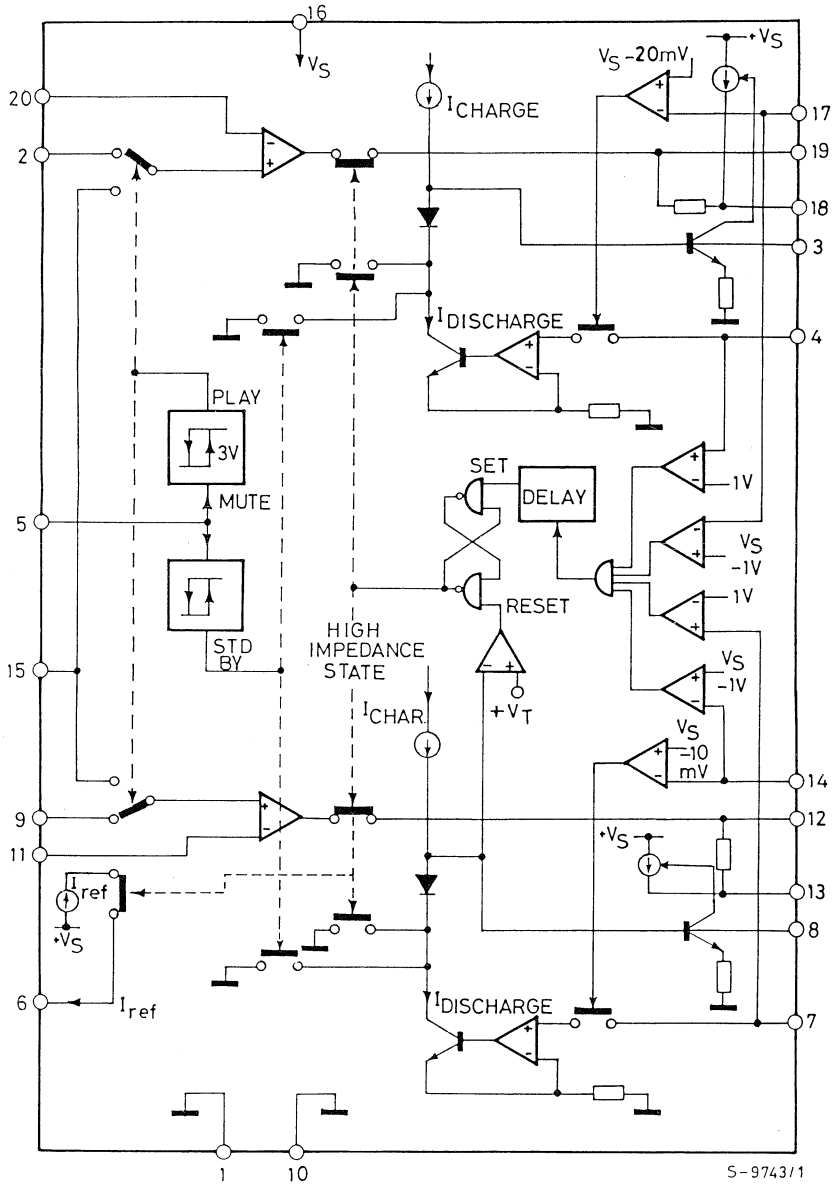 16
VS
VS -20mV
+VS
20
ICHARGE
17
2
-
+
+
-
19
18
3
IDISCHARGE
+
-
4
PLAY
3V
MUTE
SET
DELAY
+
-
1V
5
-
+
VS
-1V
RESET
-
+
1V
STD
BY
HIGH
IMPEDANCE
STATE
-
+
+VT
+
-
VS
-1V
15
ICHAR.
VS
-10
mV
+
-
14
9
+
-
12
11
+VS
Iref
13
+VS
8
6
Iref
IDISCHARGE
+
-
7
1
10
S-9743/1